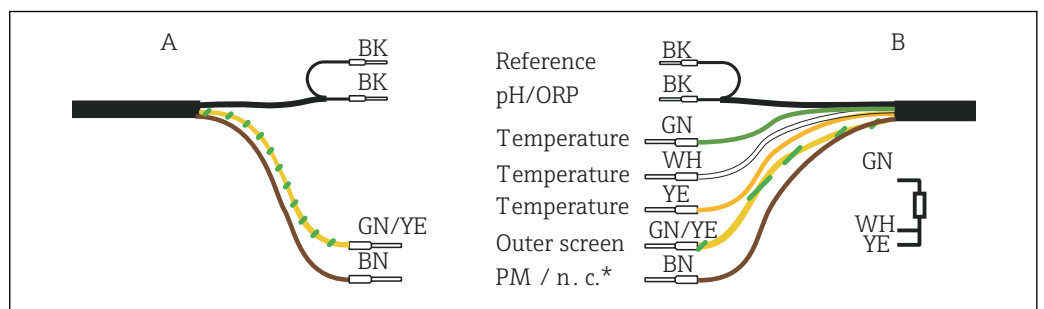 A
B
BK
Reference
BK
BK
pH/ORP
BK
Temperature
GN
Temperature
WH
GN
Temperature
YE
WH
YE
GN/YE
Outer screen
GN/YE
BN
PM / n. c.*
BN